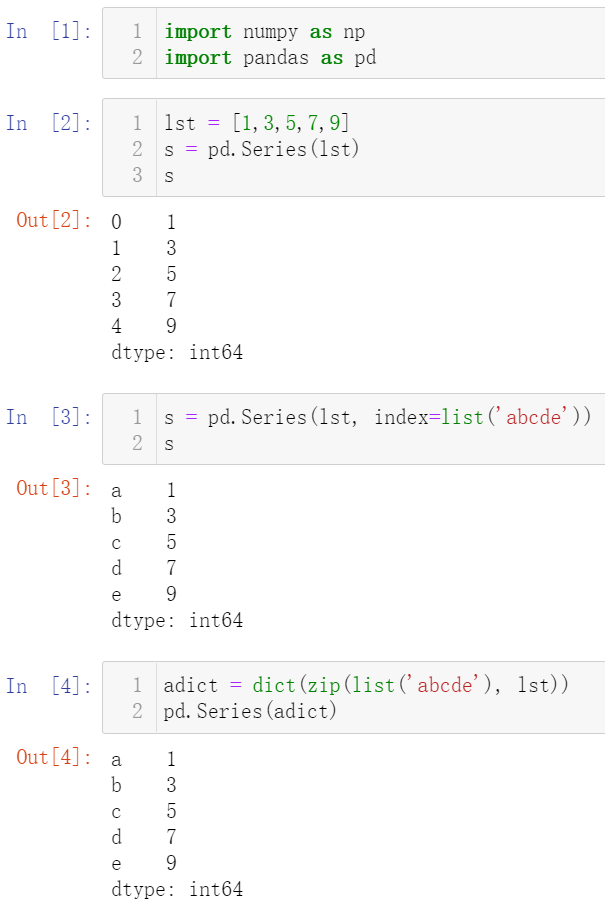 In [1]: 1 import numpy as np
2 import pandas as pd
In [2]: 1 lst = [1,3,5,7,9]
2 s = pd.Series(lst)
3 s
Out[2]: 0 1
1 3
2 5
3 7
4 9
dtype: int64
In [3]: 1 s = pd.Series(lst, index=list('abcde'))
2 s
Out[3]: a 1
b 3
c 5
d 7
e 9
dtype: int64
In [4]: 1 adict = dict(zip(list('abcde'), lst))
2 pd.Series(adict)
Out[4]: a 1
b 3
c 5
d 7
e 9
dtype: int64